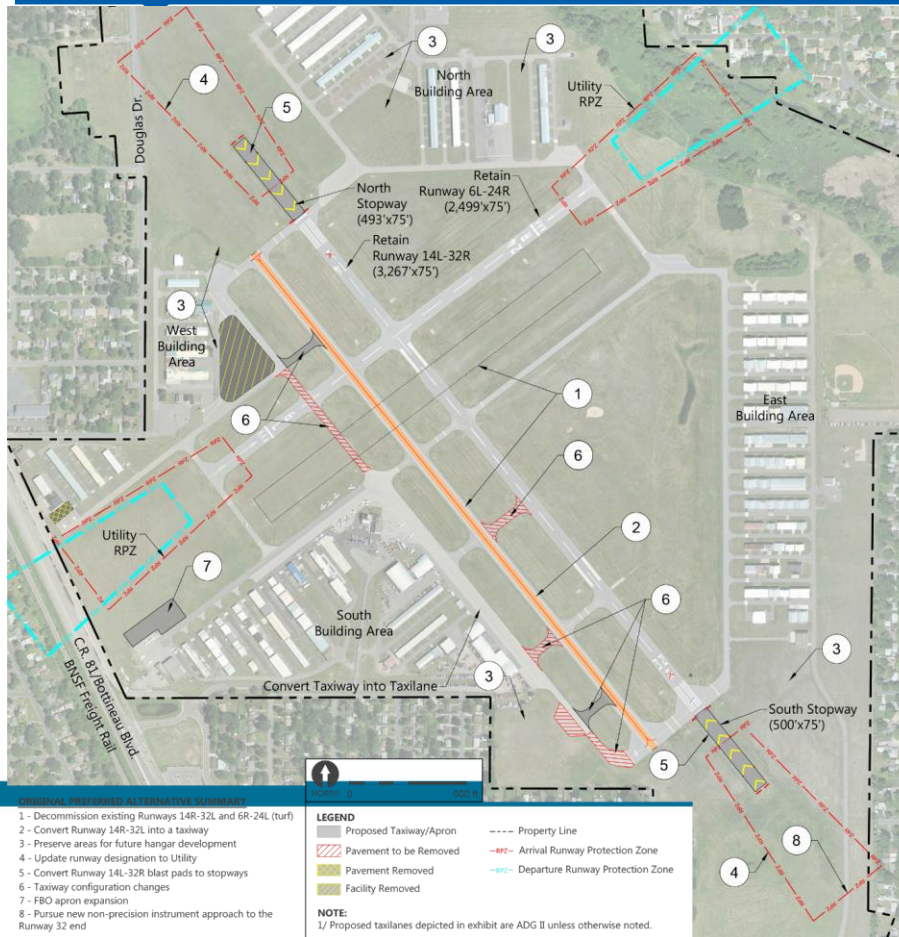 3
3
4
North
Building Area
Utility
RPZ
5
Douglas Dr.
Retain
Runway 6L-24R
(2,499'x75')
North
Stopway
(493'x75')
Retain
Runway 14L-32R
(3,267'x75')
3
West
Building
Area
1
6
East
Building Area
6
Utility
RPZ
2
7
South
Building Area
6
C.R. 81/Bottineau Blvd.
BNSF Freight Rail
Convert Taxiway into Taxilane
3
3
South Stopway
(500'x75')
5
4
8
NORTH 0 000 ft
ORIGINAL PREFERRED ALTERNATIVE SUMMARY
1 - Decommission existing Runways 14R-32L and 6R-24L (turf)
2 - Convert Runway 14R-32L into a taxiway
3 - Preserve areas for future hangar development
4 - Update runway designation to Utility
5 - Convert Runway 14L-32R blast pads to stopways
6 - Taxiway configuration changes
7 - FBO apron expansion
8 - Pursue new non-precision instrument approach to the
Runway 32 end
LEGEND
Proposed Taxiway/Apron
Pavement to be Removed
Pavement Removed
Facility Removed
Property Line
RPZ Arrival Runway Protection Zone
RPZ Departure Runway Protection Zone
NOTE:
1/ Proposed taxilanes depicted in exhibit are ADG II unless otherwise noted.